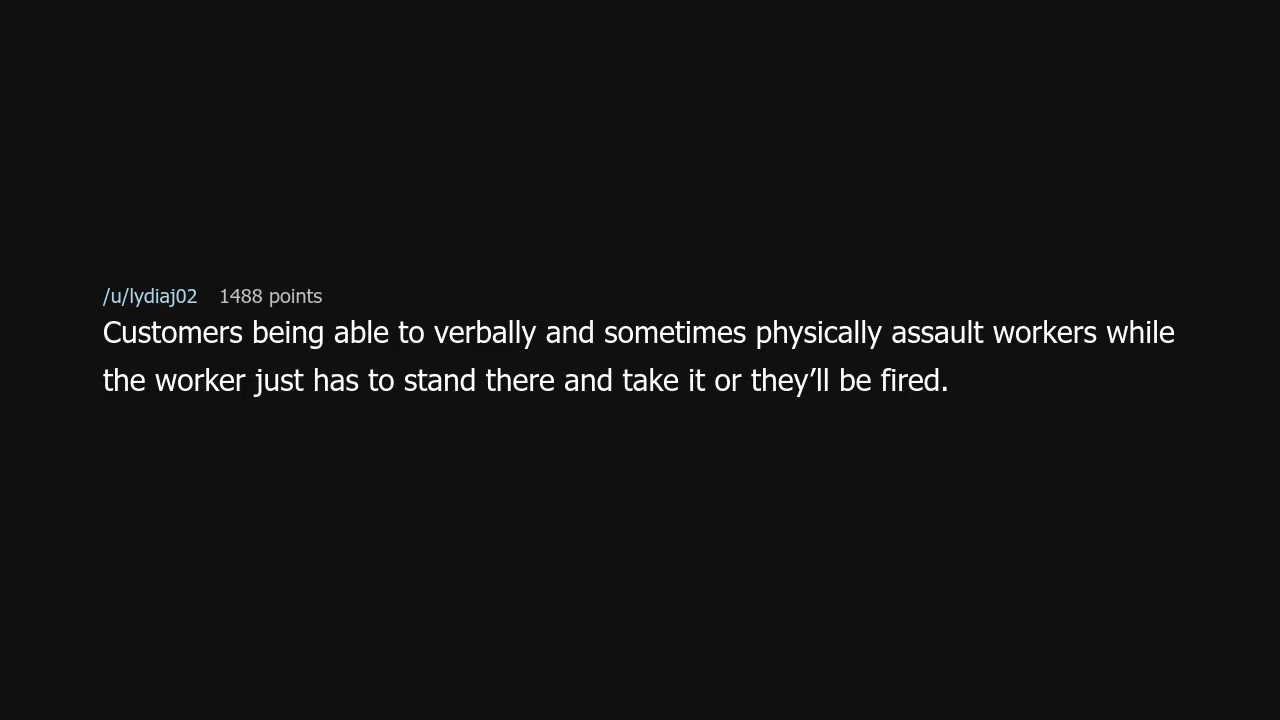 /u/lydiaj02 1488 points
Customers being able to verbally and sometimes physically assault workers while
the worker just has to stand there and take it or they’ll be fired.